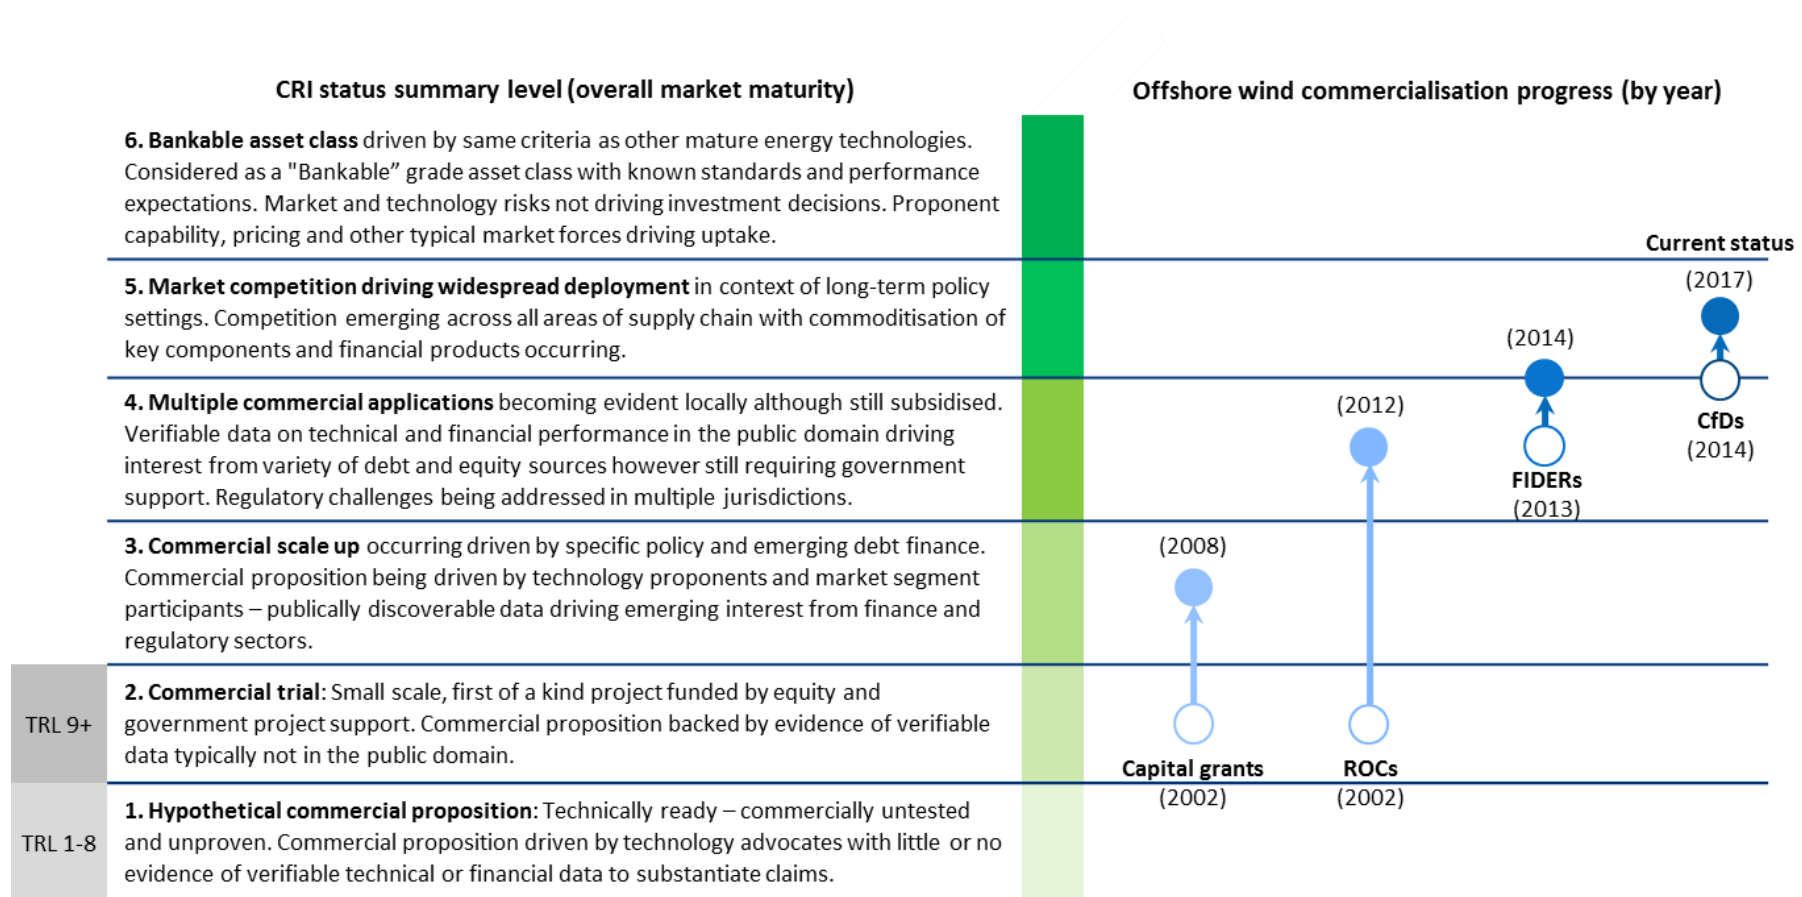 CRI status summary level (overall market maturity)
Offshore wind commercialisation progress (by year)
6. Bankable asset class driven by same criteria as other mature energy technologies.
Considered as a "Bankable” grade asset class with known standards and performance
expectations. Market and technology risks not driving investment decisions. Proponent
capability, pricing and other typical market forces driving uptake.
5. Market competition driving widespread deployment in context of long-term policy
settings. Competition emerging across all areas of supply chain with commoditisation of
key components and financial products occurring.
4. Multiple commercial applications becoming evident locally although still subsidised.
Verifiable data on technical and financial performance in the public domain driving
interest from variety of debt and equity sources however still requiring government
support. Regulatory challenges being addressed in multiple jurisdictions.
3. Commercial scale up occurring driven by specific policy and emerging debt finance.
Commercial proposition being driven by technology proponents and market segment
participants – publically discoverable data driving emerging interest from finance and
regulatory sectors.
TRL 9+
2. Commercial trial: Small scale, first of a kind project funded by equity and
government project support. Commercial proposition backed by evidence of verifiable
data typically not in the public domain.
TRL 1-8
1. Hypothetical commercial proposition: Technically ready – commercially untested
and unproven. Commercial proposition driven by technology advocates with little or no
evidence of verifiable technical or financial data to substantiate claims.
(2008)
Capital grants
(2002)
(2012)
ROCs
(2002)
(2014)
FIDERs
(2013)
Current status
(2017)
CfDs
(2014)